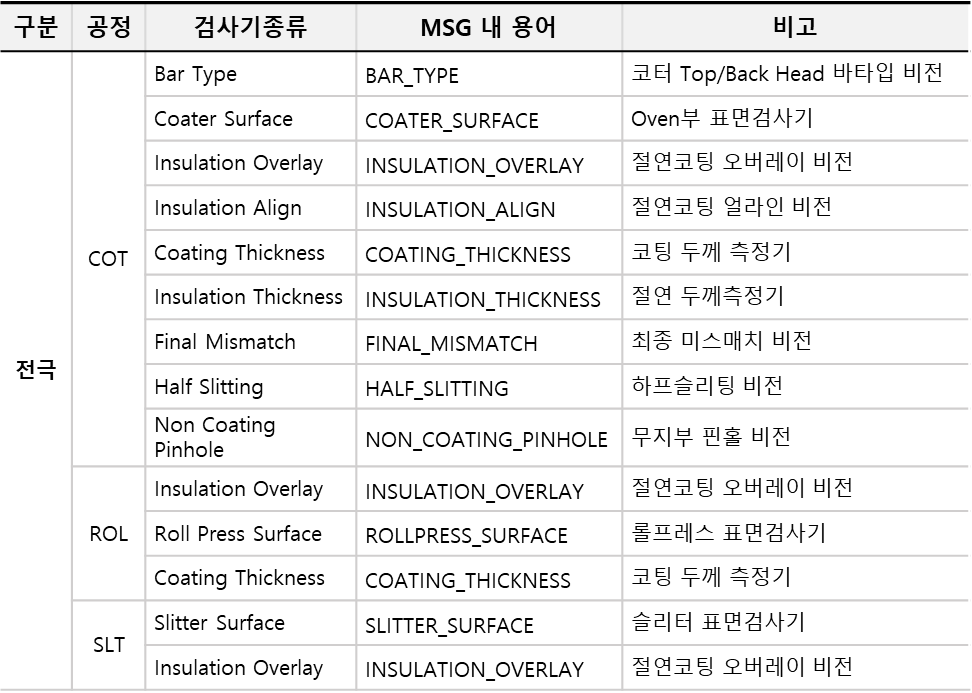 구분 공정 검사기종류 MSG 내 용어 비고
전극
COT
Bar Type BAR_TYPE 코터 Top/Back Head 바타입 비전
Coater Surface COATER_SURFACE Oven부 표면검사기
Insulation Overlay INSULATION_OVERLAY 절연코팅 오버레이 비전
Insulation Align INSULATION_ALIGN 절연코팅 얼라인 비전
Coating Thickness COATING_THICKNESS 코팅 두께 측정기
Insulation Thickness INSULATION_THICKNESS 절연 두께측정기
Final Mismatch FINAL_MISMATCH 최종 미스매치 비전
Half Slitting HALF_SLITTING 하프슬리팅 비전
Non Coating
Pinhole NON_COATING_PINHOLE 무지부 핀홀 비전
ROL
Insulation Overlay INSULATION_OVERLAY 절연코팅 오버레이 비전
Roll Press Surface ROLLPRESS_SURFACE 롤프레스 표면검사기
Coating Thickness COATING_THICKNESS 코팅 두께 측정기
SLT
Slitter Surface SLITTER_SURFACE 슬리터 표면검사기
Insulation Overlay INSULATION_OVERLAY 절연코팅 오버레이 비전